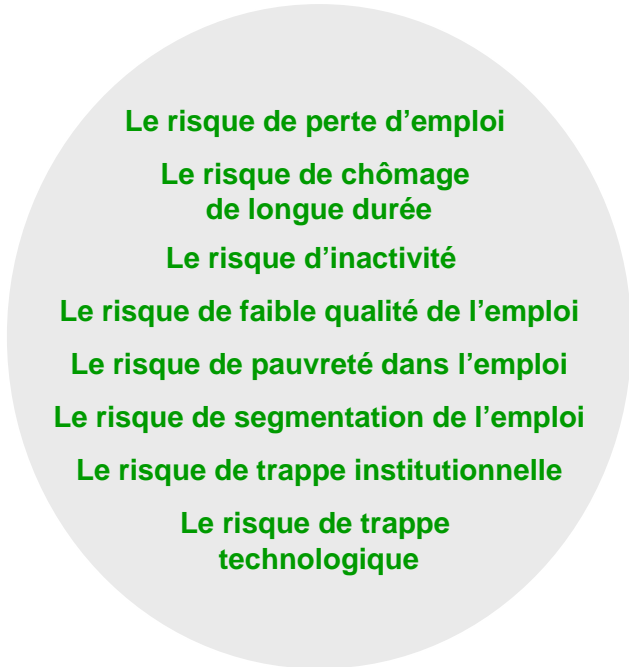 Le risque de perte d’emploi
Le risque de chômage
de longue durée
Le risque d’inactivité
Le risque de faible qualité de l’emploi
Le risque de pauvreté dans l’emploi
Le risque de segmentation de l’emploi
Le risque de trappe institutionnelle
Le risque de trappe
technologique